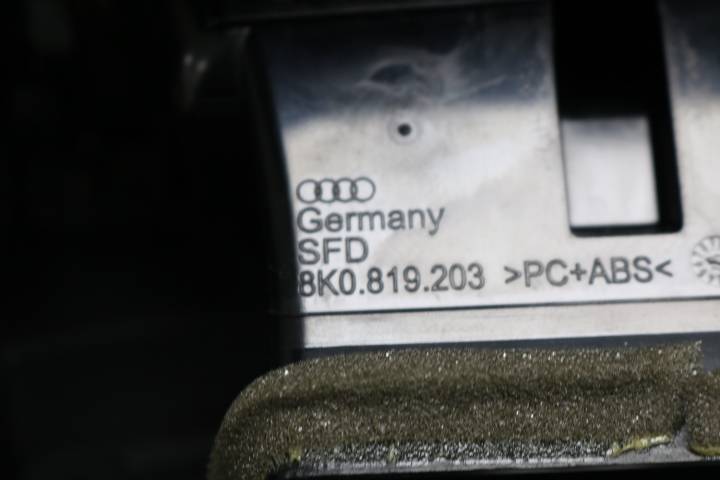 Germany
SFD
8K0.819.203 >PC+ABS<